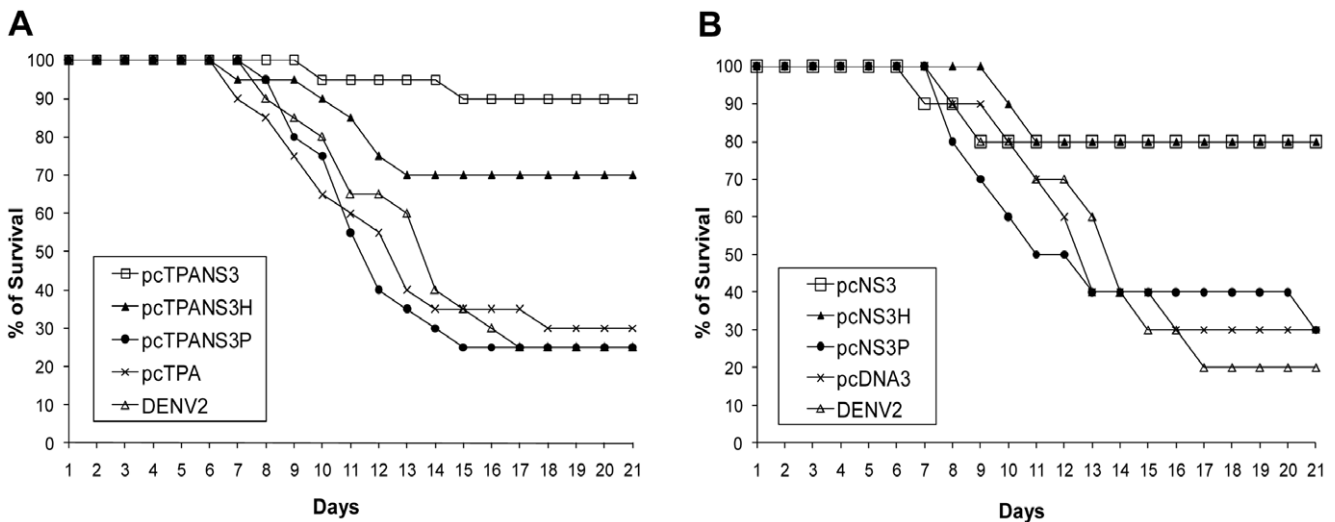 A
% of Survival
100
90
80
70
60
50
40
30
20
10
0
pcTPANS3
pcTPANS3H
pcTPANS3P
pcTPA
DENV2
1 2 3 4 5 6 7 8 9 10 11 12 13 14 15 16 17 18 19 20 21
Days
B
% of Survival
100
90
80
70
60
50
40
30
20
10
0
pcNS3
pcNS3H
pcNS3P
pcDNA3
DENV2
1 2 3 4 5 6 7 8 9 10 11 12 13 14 15 16 17 18 19 20 21
Days